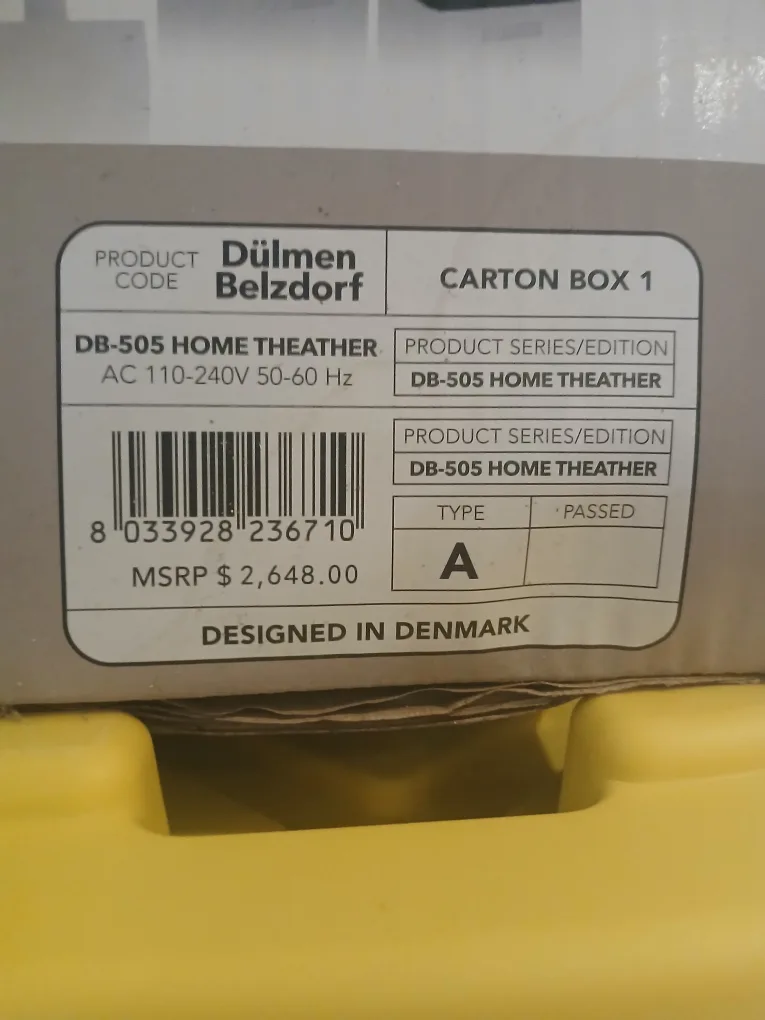 PRODUCT CODE
Dülmen Belzdorf
CARTON BOX 1
DB-505 HOME THEATHER
AC 110-240V 50-60 Hz
PRODUCT SERIES/EDITION
DB-505 HOME THEATHER
PRODUCT SERIES/EDITION
DB-505 HOME THEATHER
8 033928 236710
MSRP $ 2,648.00
TYPE PASSED
A
DESIGNED IN DENMARK